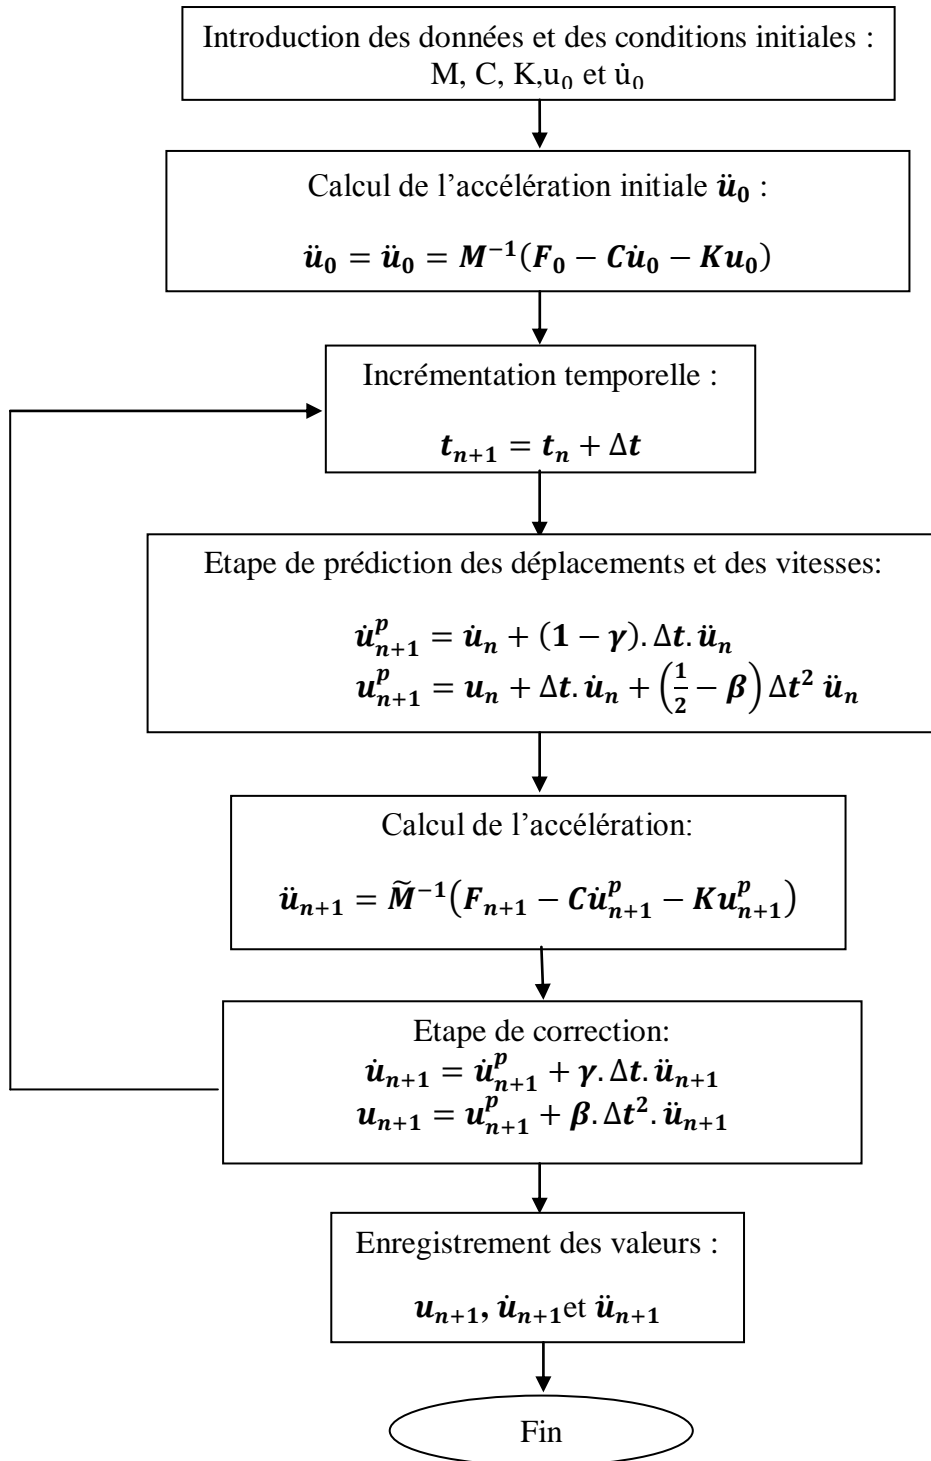 Introduction des données et des conditions initiales :
M, C, K,u₀ et u̇₀
Calcul de l’accélération initiale ü₀ :
ü₀ = ü₀ = M⁻¹(F₀ − Cu̇₀ − Ku₀)
Incrémentation temporelle :
tₙ₊₁ = tₙ + Δt
Etape de prédiction des déplacements et des vitesses:
u̇ᵖₙ₊₁ = u̇ₙ + (1 − γ). Δt. üₙ
uᵖₙ₊₁ = uₙ + Δt. u̇ₙ + (1/2 − β) Δt² üₙ
Calcul de l’accélération:
üₙ₊₁ = M̃⁻¹(Fₙ₊₁ − Cu̇ᵖₙ₊₁ − Kuᵖₙ₊₁)
Etape de correction:
u̇ₙ₊₁ = u̇ᵖₙ₊₁ + γ. Δt. üₙ₊₁
uₙ₊₁ = uᵖₙ₊₁ + β. Δt². üₙ₊₁
Enregistrement des valeurs :
uₙ₊₁, u̇ₙ₊₁et üₙ₊₁
Fin